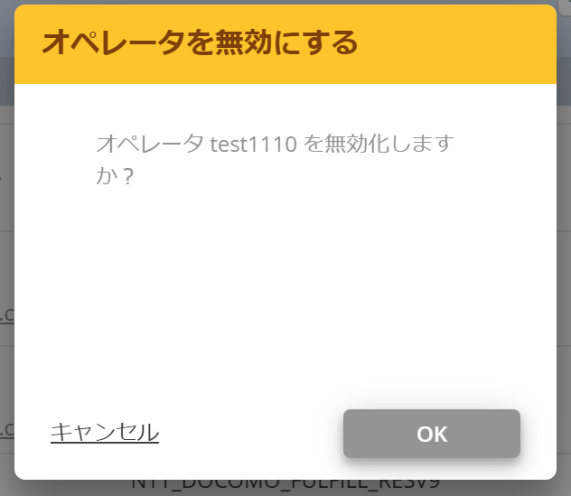 オペレータを無効にする
オペレータ test1110 を無効化します
か？
.c
.c
キャンセル
OK
NTT_DOCOMO_FULFILL_RESV9